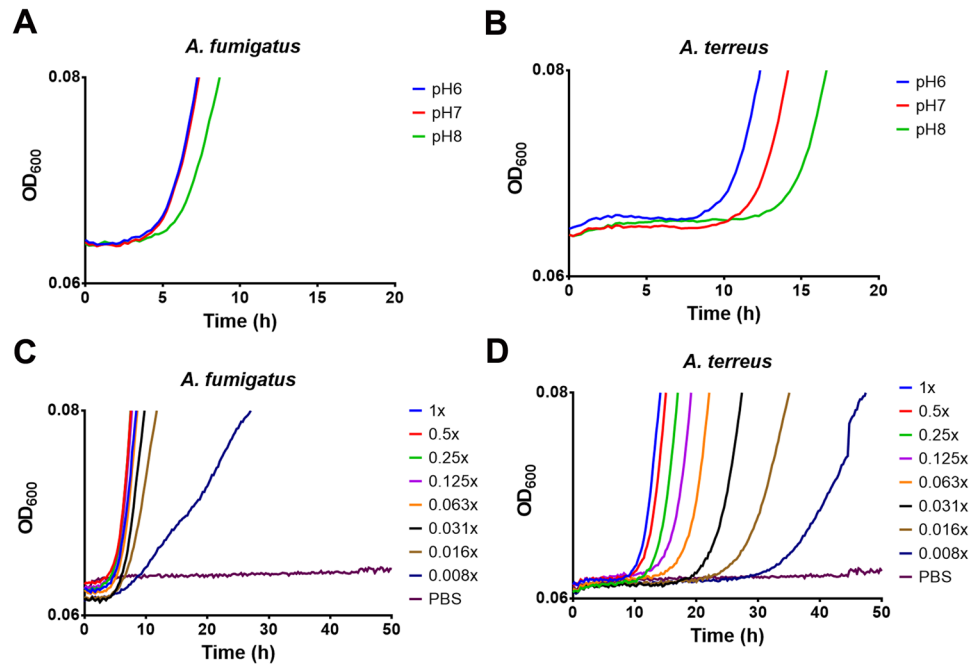 A
A. fumigatus
0.08
OD600
0.06
0 5 10 15 20
Time (h)
pH6
pH7
pH8
B
A. terreus
0.08
OD600
0.06
0 5 10 15 20
Time (h)
pH6
pH7
pH8
C
A. fumigatus
0.08
OD600
0.06
0 10 20 30 40 50
Time (h)
1x
0.5x
0.25x
0.125x
0.063x
0.031x
0.016x
0.008x
PBS
D
A. terreus
0.08
OD600
0.06
0 10 20 30 40 50
Time (h)
1x
0.5x
0.25x
0.125x
0.063x
0.031x
0.016x
0.008x
PBS